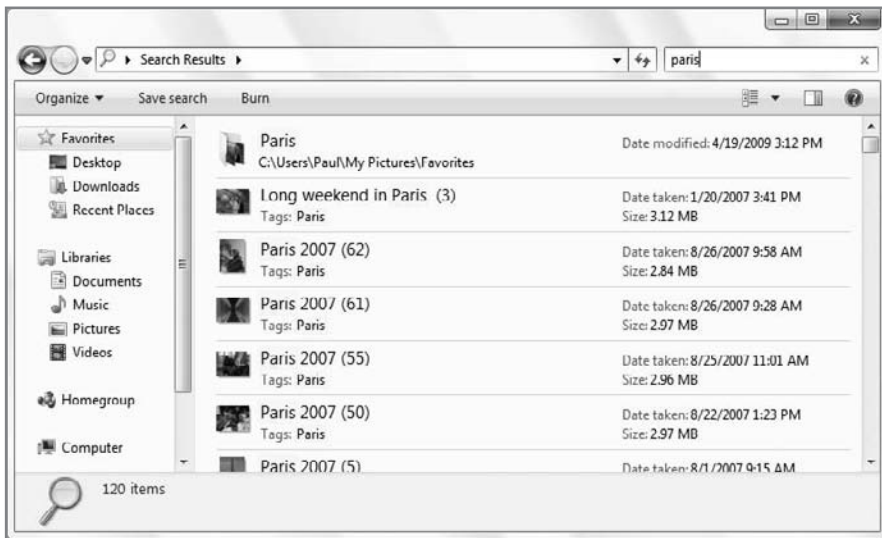 Search Results
paris
Organize
Save search
Burn
Favorites
Desktop
Downloads
Recent Places
Libraries
Documents
Music
Pictures
Videos
Homegroup
Computer
Paris
C:\Users\Paul\My Pictures\Favorites
Date modified: 4/19/2009 3:12 PM
Long weekend in Paris (3)
Tags: Paris
Date taken: 1/20/2007 3:41 PM
Size: 3.12 MB
Paris 2007 (62)
Tags: Paris
Date taken: 8/26/2007 9:58 AM
Size: 2.84 MB
Paris 2007 (61)
Tags: Paris
Date taken: 8/26/2007 9:28 AM
Size: 2.97 MB
Paris 2007 (55)
Tags: Paris
Date taken: 8/25/2007 11:01 AM
Size: 2.96 MB
Paris 2007 (50)
Tags: Paris
Date taken: 8/22/2007 1:23 PM
Size: 2.97 MB
Paris 2007 (5)
Date taken: 8/1/2007 9:15 AM
120 items